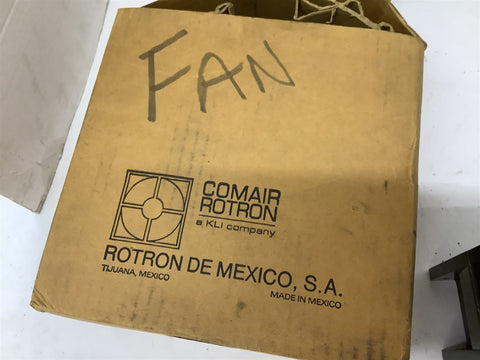 FAN
COMAIR
ROTRON
a KLI company
ROTRON DE MEXICO, S.A.
TIJUANA, MEXICO
MADE IN MEXICO